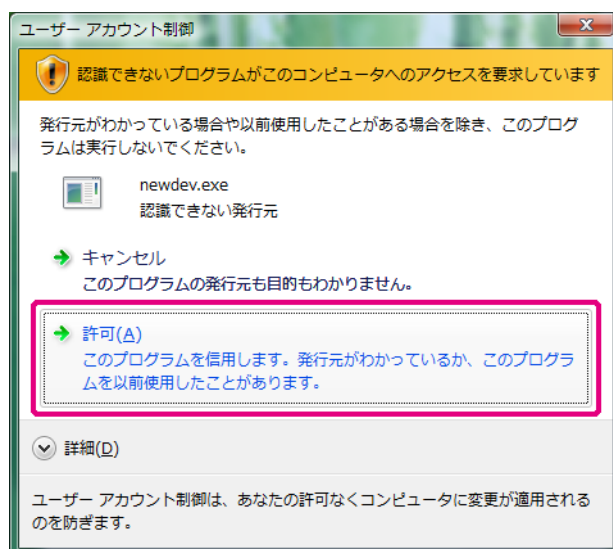 ユーザー アカウント制御
認識できないプログラムがこのコンピュータへのアクセスを要求しています
発行元がわかっている場合や以前使用したことがある場合を除き、このプログ
ラムは実行しないでください。
newdev.exe
認識できない発行元
キャンセル
このプログラムの発行元も目的もわかりません。
許可(A)
このプログラムを信用します。発行元がわかっているか、このプログラ
ムを以前使用したことがあります。
詳細(D)
ユーザー アカウント制御は、あなたの許可なくコンピュータに変更が適用される
のを防ぎます。